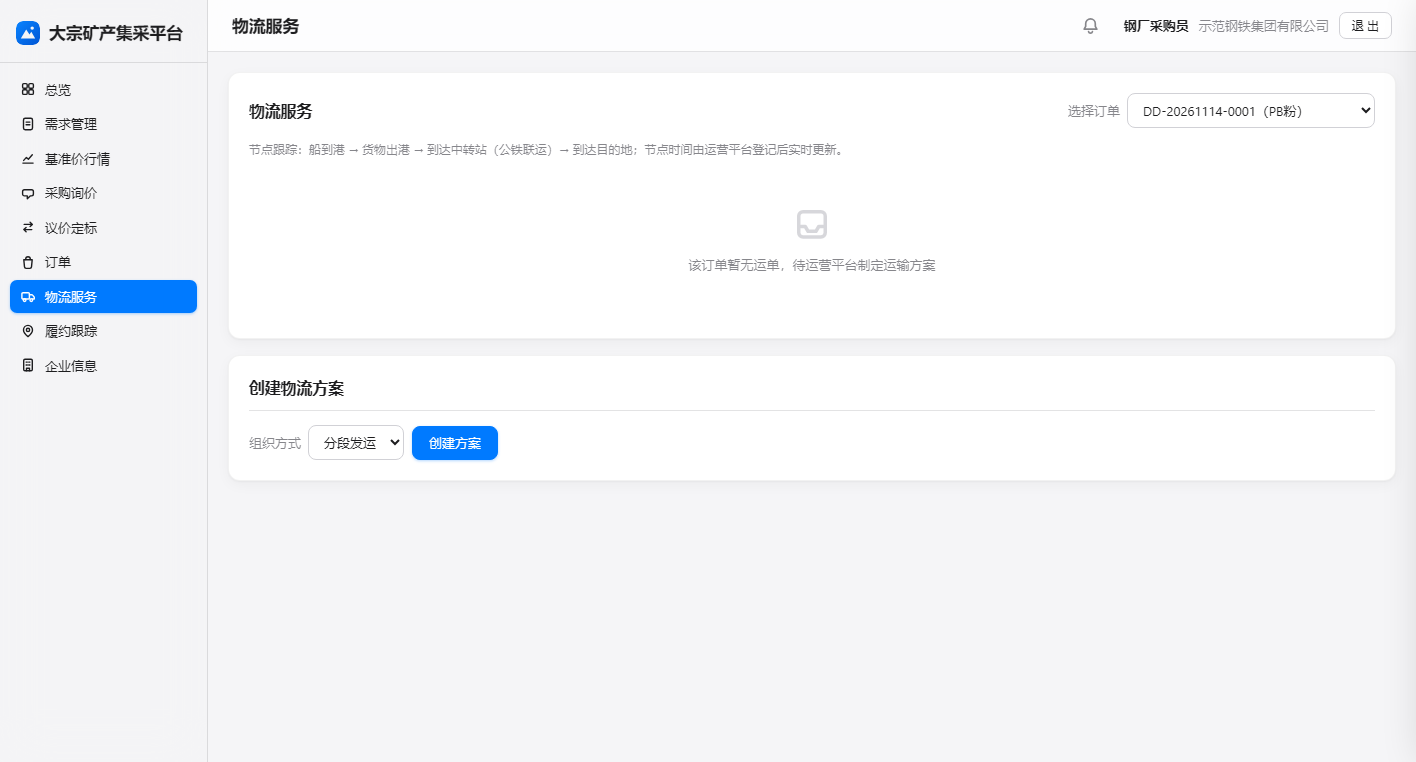 大宗矿产集采平台
物流服务
钢厂采购员 示范钢铁集团有限公司 退出
总览
需求管理
基准价行情
采购询价
议价定标
订单
物流服务
履约跟踪
企业信息
物流服务
选择订单 DD-20261114-0001（PB粉）
节点跟踪：船到港 → 货物出港 → 到达中转站（公铁联运）→ 到达目的地；节点时间由运营平台登记后实时更新。
该订单暂无运单，待运营平台制定运输方案
创建物流方案
组织方式 分段发运 创建方案